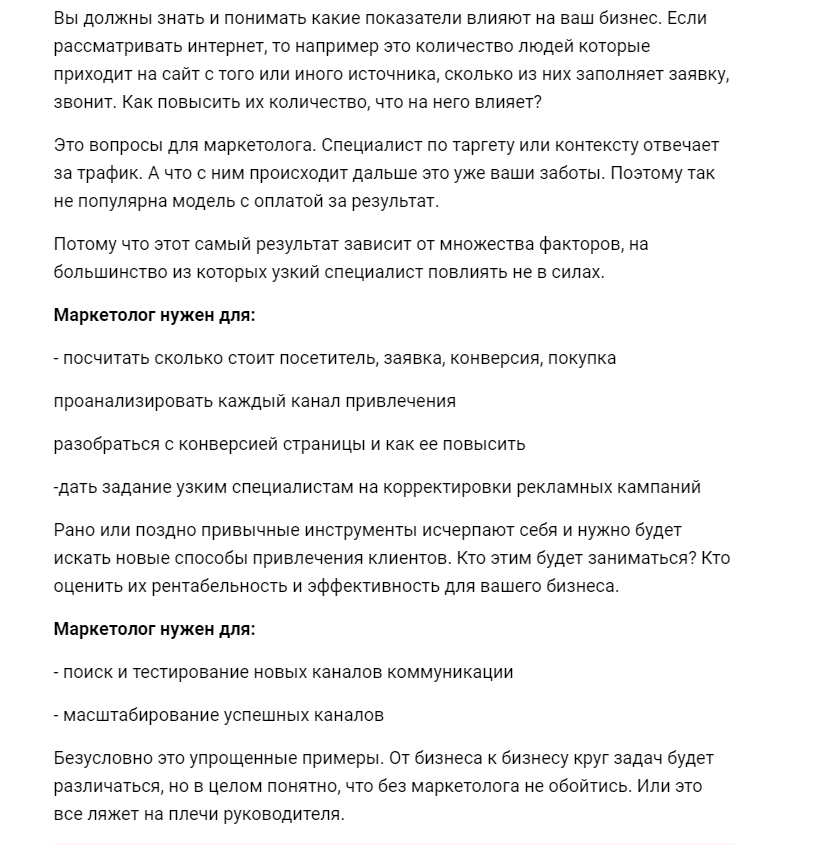 Вы должны знать и понимать какие показатели влияют на ваш бизнес. Если
рассматривать интернет, то например это количество людей которые
приходит на сайт с того или иного источника, сколько из них заполняет заявку,
звонит. Как повысить их количество, что на него влияет?
Это вопросы для маркетолога. Специалист по таргету или контексту отвечает
за трафик. А что с ним происходит дальше это уже ваши заботы. Поэтому так
не популярна модель с оплатой за результат.
Потому что этот самый результат зависит от множества факторов, на
большинство из которых узкий специалист повлиять не в силах.
Маркетолог нужен для:
- посчитать сколько стоит посетитель, заявка, конверсия, покупка
проанализировать каждый канал привлечения
разобраться с конверсией страницы и как ее повысить
-дать задание узким специалистам на корректировки рекламных кампаний
Рано или поздно привычные инструменты исчерпают себя и нужно будет
искать новые способы привлечения клиентов. Кто этим будет заниматься? Кто
оценить их рентабельность и эффективность для вашего бизнеса.
Маркетолог нужен для:
- поиск и тестирование новых каналов коммуникации
- масштабирование успешных каналов
Безусловно это упрощенные примеры. От бизнеса к бизнесу круг задач будет
различаться, но в целом понятно, что без маркетолога не обойтись. Или это
все ляжет на плечи руководителя.